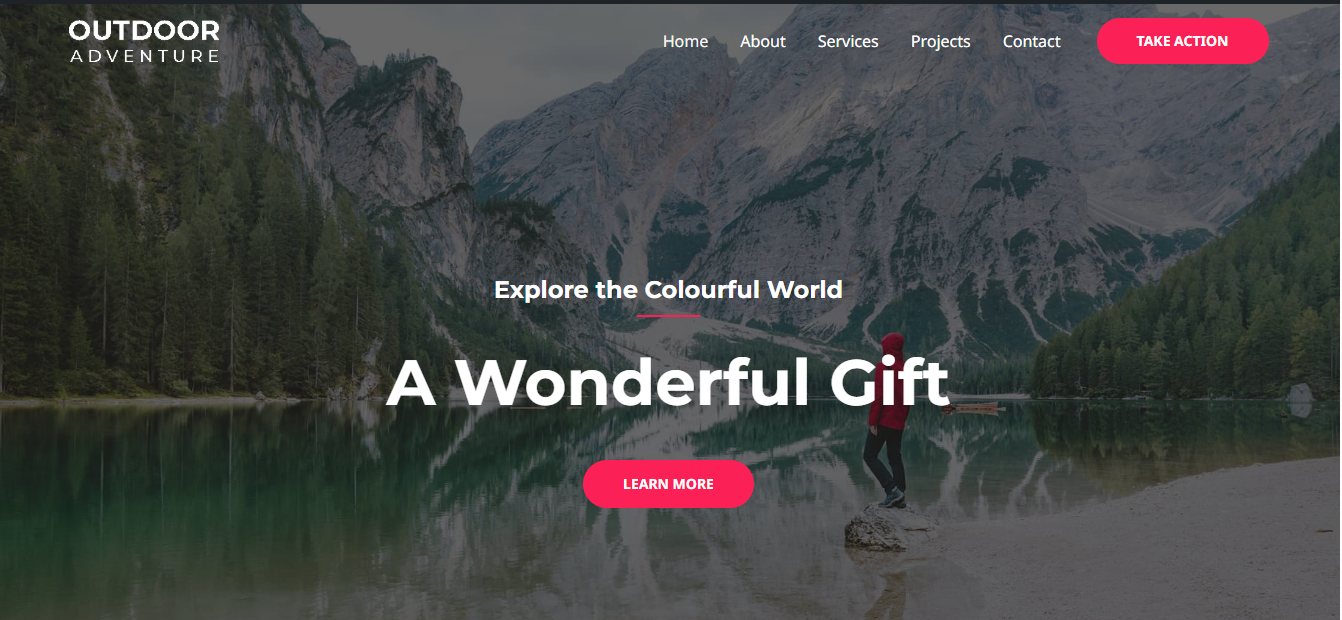 OUTDOOR
ADVENTURE
Home About Services Projects Contact TAKE ACTION
Explore the Colourful World
A Wonderful Gift
LEARN MORE